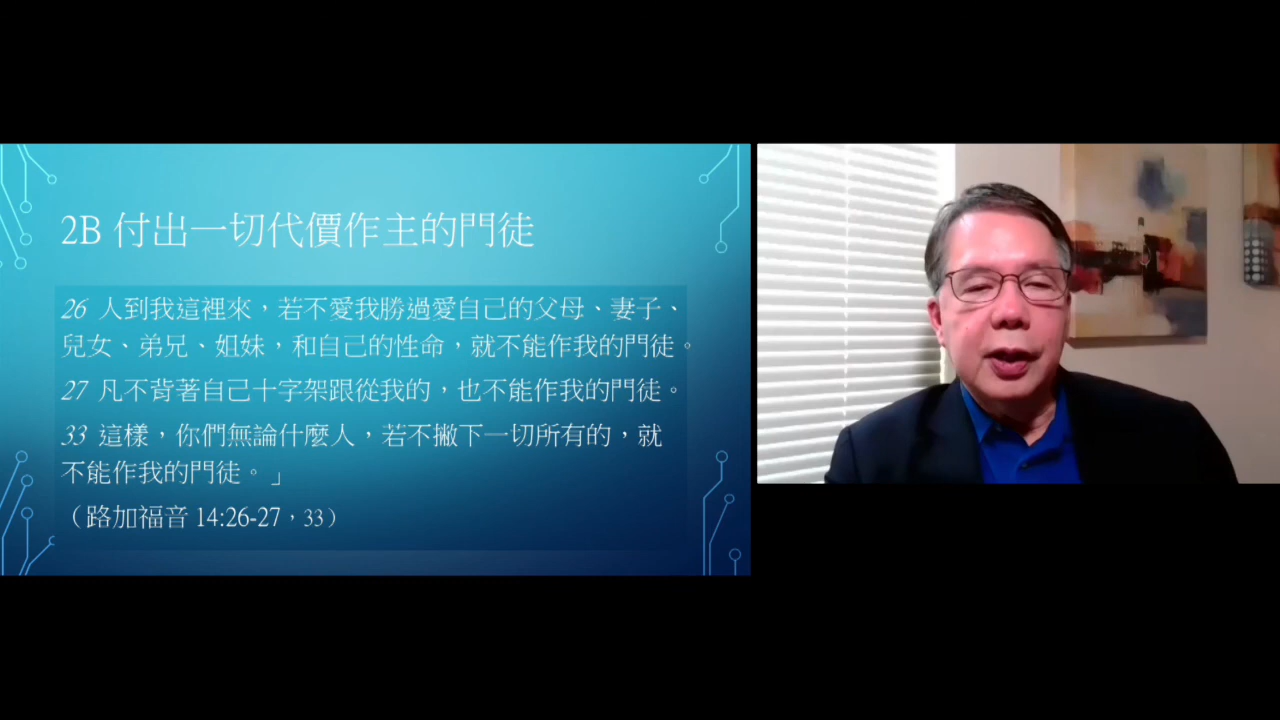 2B 付出一切代價作主的門徒
26 人到我這裡來，若不愛我勝過愛自己的父母、妻子、
兒女、弟兄、姐妹，和自己的性命，就不能作我的門徒。
27 凡不背著自己十字架跟從我的，也不能作我的門徒。
33 這樣，你們無論什麼人，若不撇下一切所有的，就
不能作我的門徒。」
（路加福音 14:26-27，33）